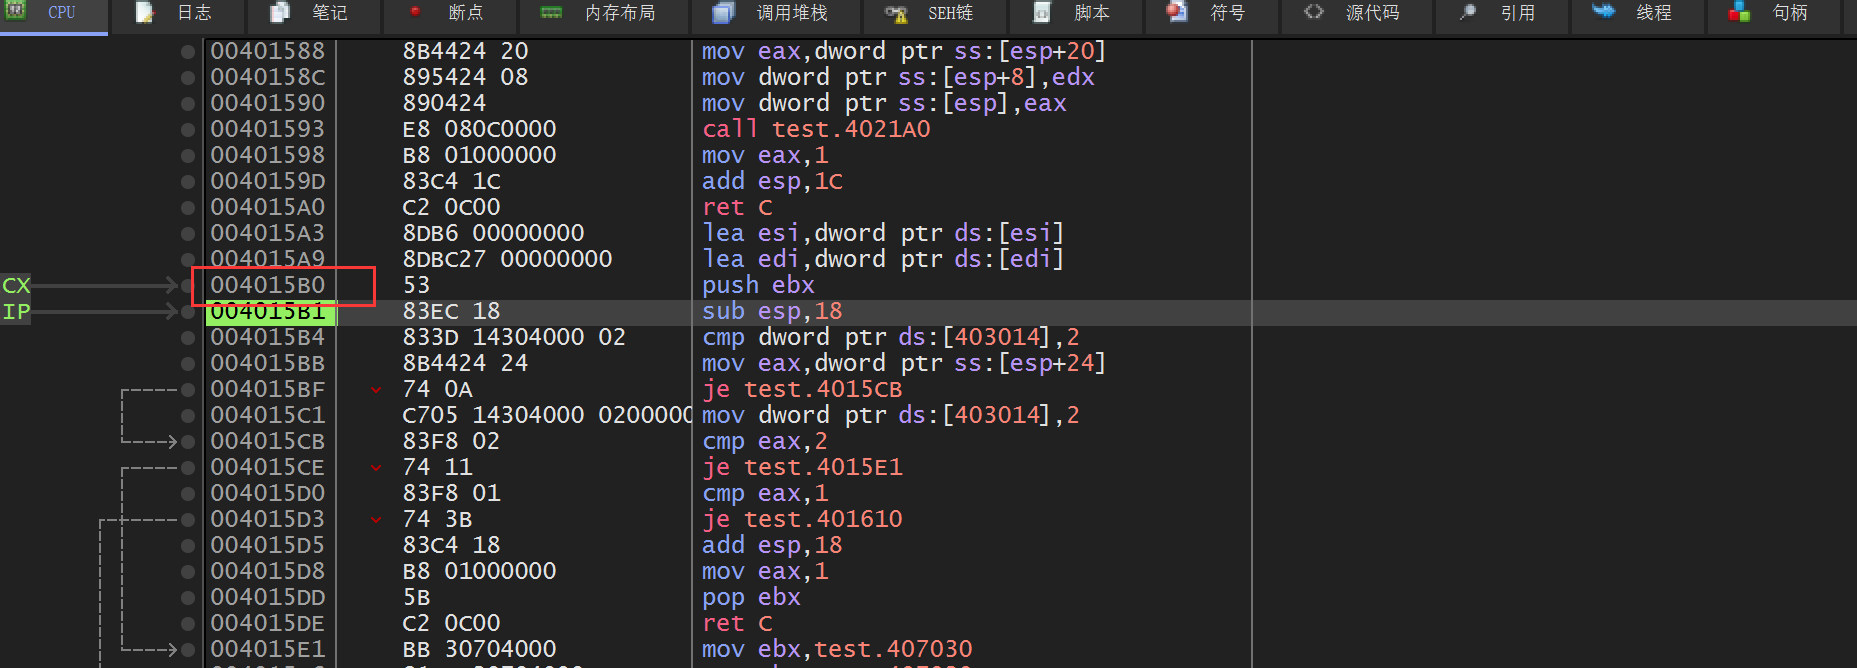 CPU 日志 笔记 断点 内存布局 调用堆栈 SEH链 脚本 符号 <> 源代码 引用 线程 句柄
00401588 8B4424 20 mov eax,dword ptr ss:[esp+20]
0040158C 895424 08 mov dword ptr ss:[esp+8],edx
00401590 890424 mov dword ptr ss:[esp],eax
00401593 E8 080C0000 call test.4021A0
00401598 B8 01000000 mov eax,1
0040159D 83C4 1C add esp,1C
004015A0 C2 0C00 ret C
004015A3 8DB6 00000000 lea esi,dword ptr ds:[esi]
004015A9 8DBC27 00000000 lea edi,dword ptr ds:[edi]
CX 004015B0 53 push ebx
IP 004015B1 83EC 18 sub esp,18
004015B4 833D 14304000 02 cmp dword ptr ds:[403014],2
004015BB 8B4424 24 mov eax,dword ptr ss:[esp+24]
004015BF 74 0A je test.4015CB
004015C1 C705 14304000 0200000 mov dword ptr ds:[403014],2
004015CB 83F8 02 cmp eax,2
004015CE 74 11 je test.4015E1
004015D0 83F8 01 cmp eax,1
004015D3 74 3B je test.401610
004015D5 83C4 18 add esp,18
004015D8 B8 01000000 mov eax,1
004015DD 5B pop ebx
004015DE C2 0C00 ret C
004015E1 BB 30704000 mov ebx,test.407030